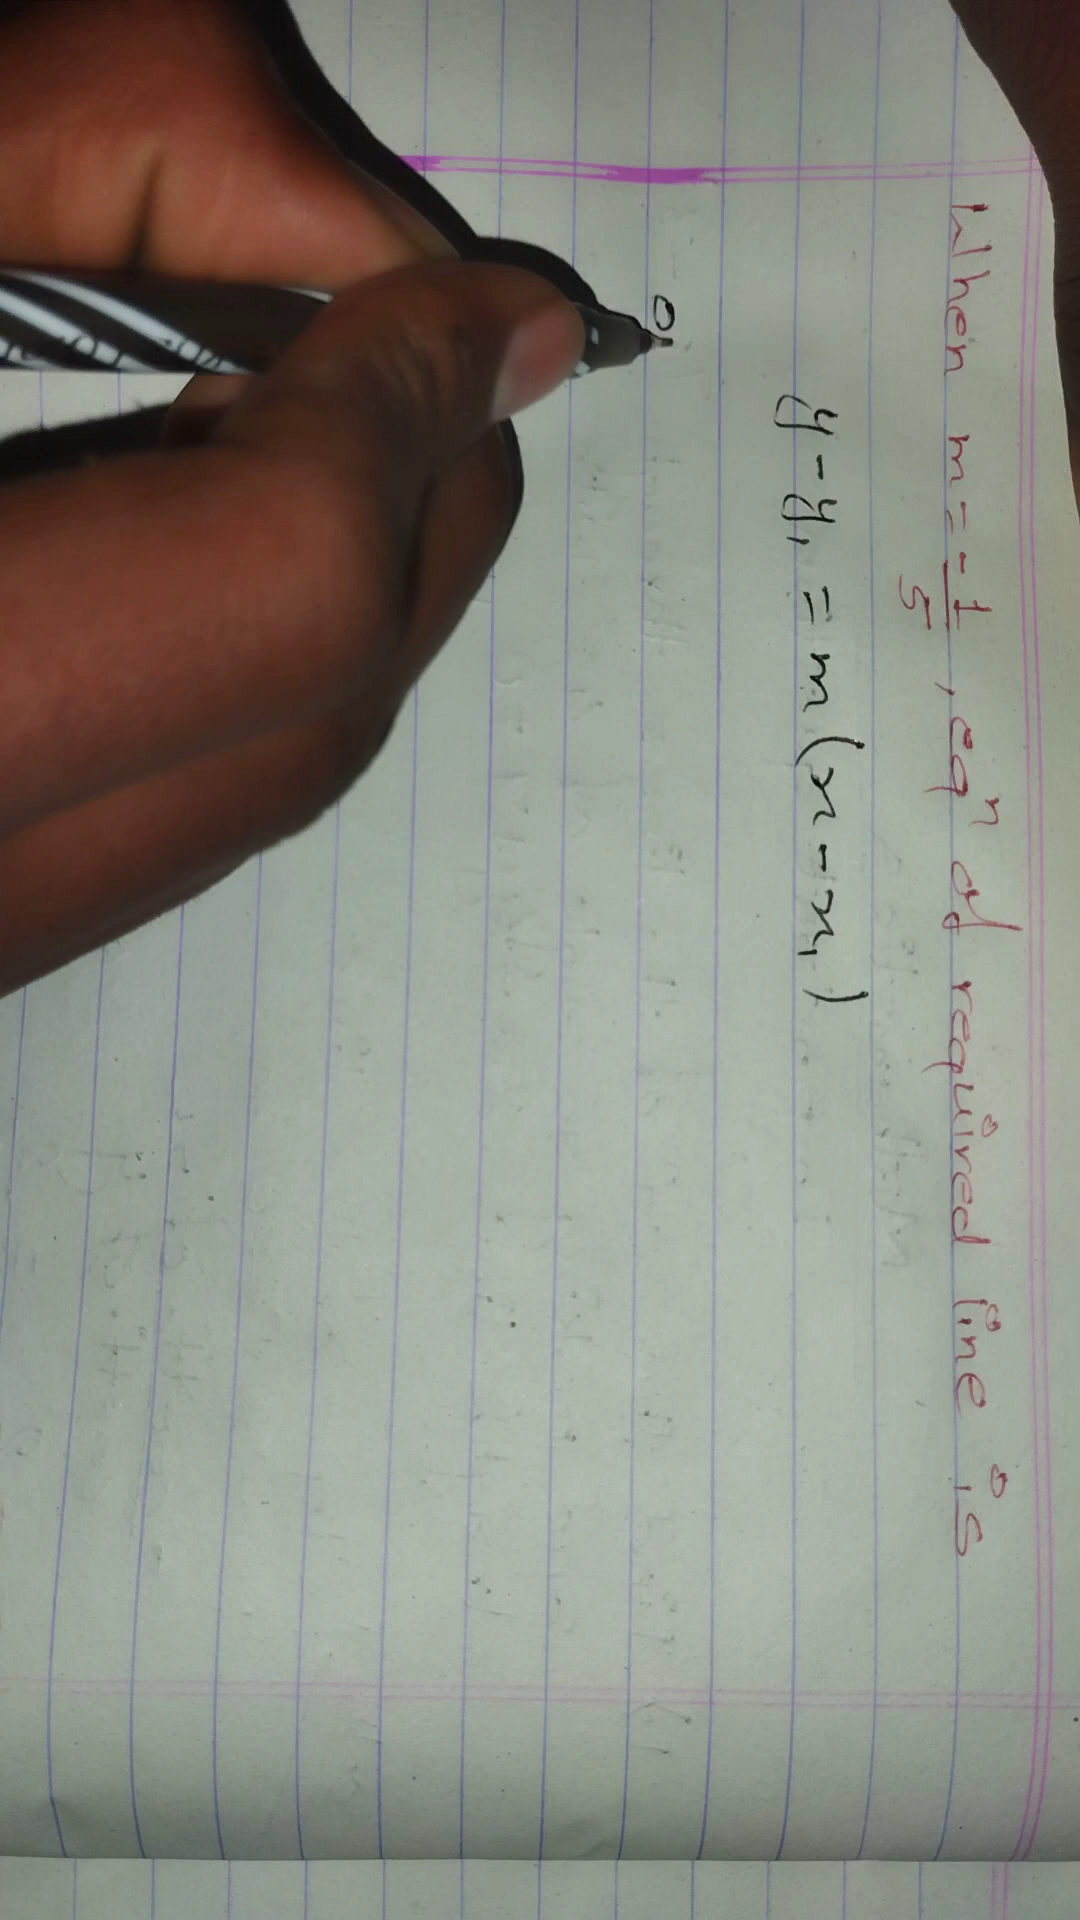 When m = -1/5, eqⁿ of required line is
y - y₁ = m(x - x₁)